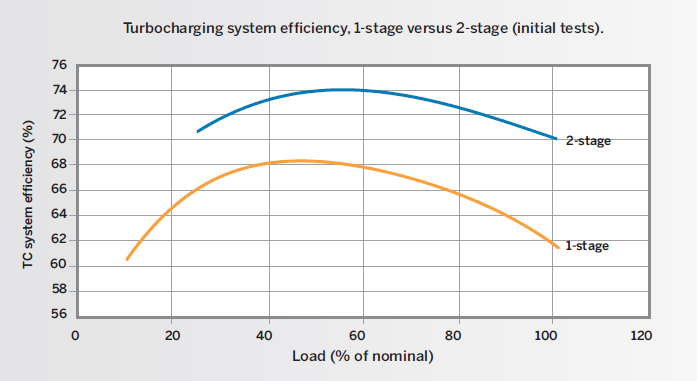 Turbocharging system efficiency, 1-stage versus 2-stage (initial tests).
76
74
72
70
68
66
64
62
60
58
56
TC system efficiency (%)
2-stage
1-stage
0 20 40 60 80 100 120
Load (% of nominal)